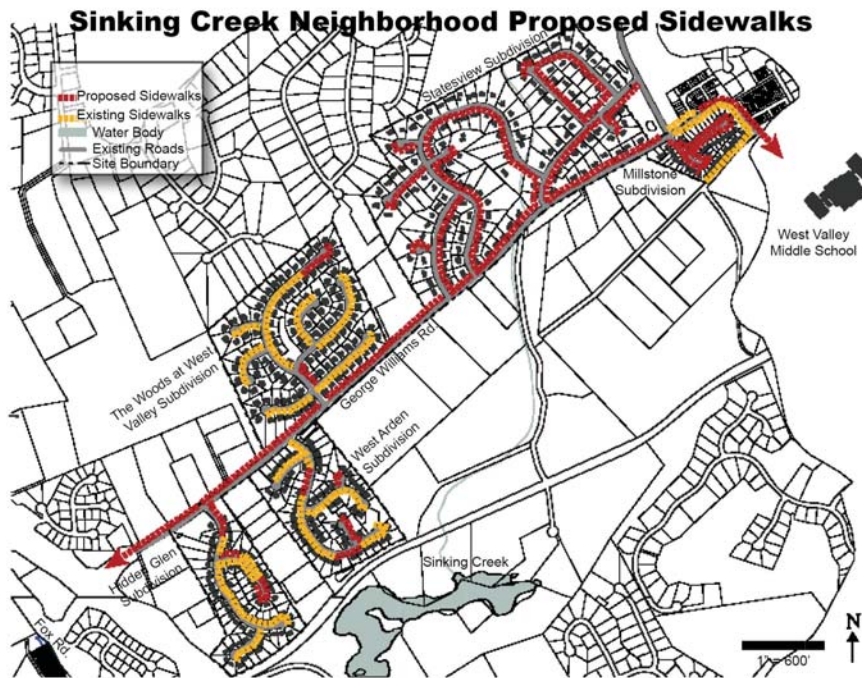 Sinking Creek Neighborhood Proposed Sidewalks
Proposed Sidewalks
Existing Sidewalks
Water Body
Existing Roads
Site Boundary
Statesview Subdivision
Millstone
Subdivision
West Valley
Middle School
The Woods at West
Valley Subdivision
George Williams Rd.
West Arden
Subdivision
Hidden Glen
Subdivision
Sinking Creek
Fox Rd.
N
1" = 600'